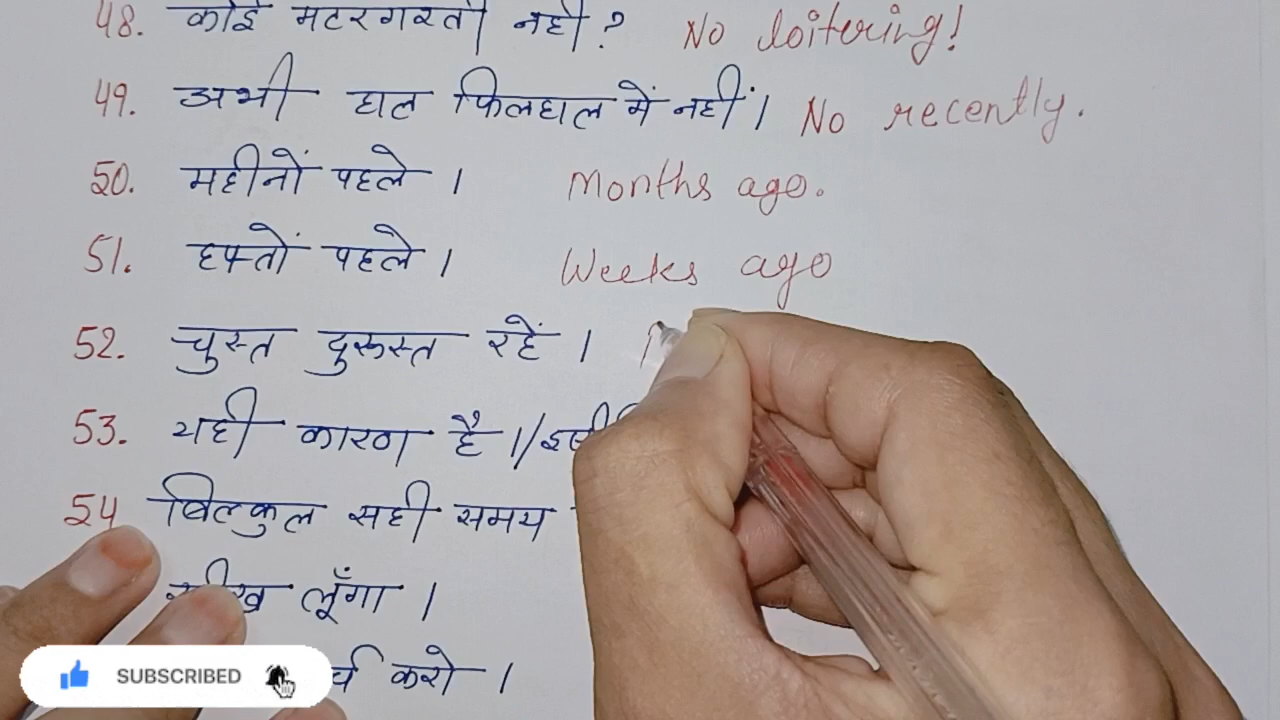 48. कोई मटरगश्ती नहीं? No loitering!
49. अभी हाल फिलहाल में नहीं। No recently.
50. महीनों पहले। Months ago.
51. हफ्तों पहले। Weeks ago
52. चुस्त दुरूस्त रहें।
53. यही कारण है।/
54 बिल्कुल सही समय
सीख लूँगा।
करो।
SUBSCRIBED